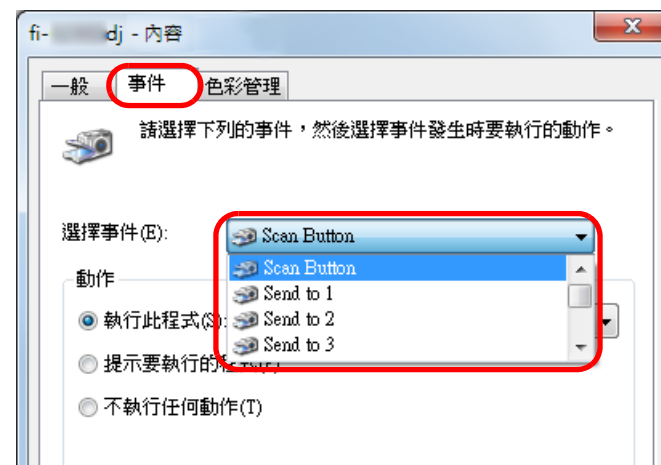 fi- dj - 內容
一般 事件 色彩管理
請選擇下列的事件，然後選擇事件發生時要執行的動作。
選擇事件(E): Scan Button
Scan Button
動作
Send to 1
執行此程式(S): Send to 2
Send to 3
提示要執行的
不執行任何動作(T)